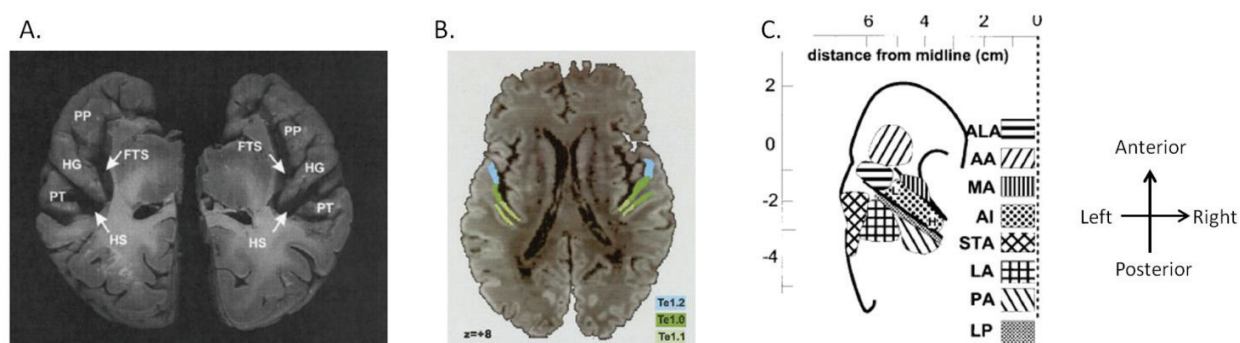 A.
PP
PP
FTS
FTS
HG
HG
PT
PT
HS
HS
B.
z=+8
Te1.2
Te1.0
Te1.1
C.
6 4 2 0
distance from midline (cm)
2
0
-2
-4
ALA
AA
MA
AI
STA
LA
PA
LP
Anterior
Left
Right
Posterior